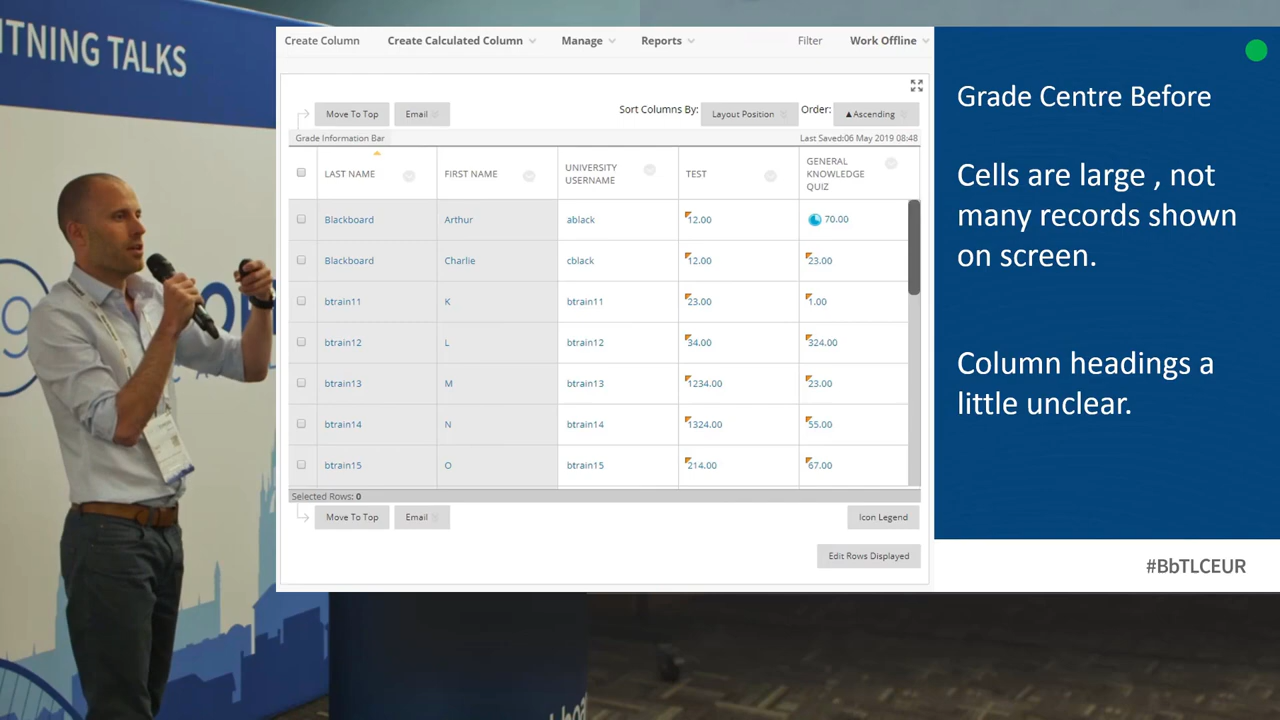 ITNING TALKS
Create Column Create Calculated Column Manage Reports Filter Work Offline
Move To Top Email Sort Columns By: Layout Position Order: ▲Ascending
Grade Information Bar Last Saved:06 May 2019 08:48
LAST NAME FIRST NAME UNIVERSITY USERNAME TEST GENERAL KNOWLEDGE QUIZ
Blackboard Arthur ablack 12.00 70.00
Blackboard Charlie cblack 12.00 23.00
btrain11 K btrain11 23.00 1.00
btrain12 L btrain12 34.00 324.00
btrain13 M btrain13 1234.00 23.00
btrain14 N btrain14 1324.00 55.00
btrain15 O btrain15 214.00 67.00
Selected Rows: 0
Move To Top Email Icon Legend
Edit Rows Displayed
Grade Centre Before
Cells are large , not
many records shown
on screen.
Column headings a
little unclear.
#BbTLCEUR